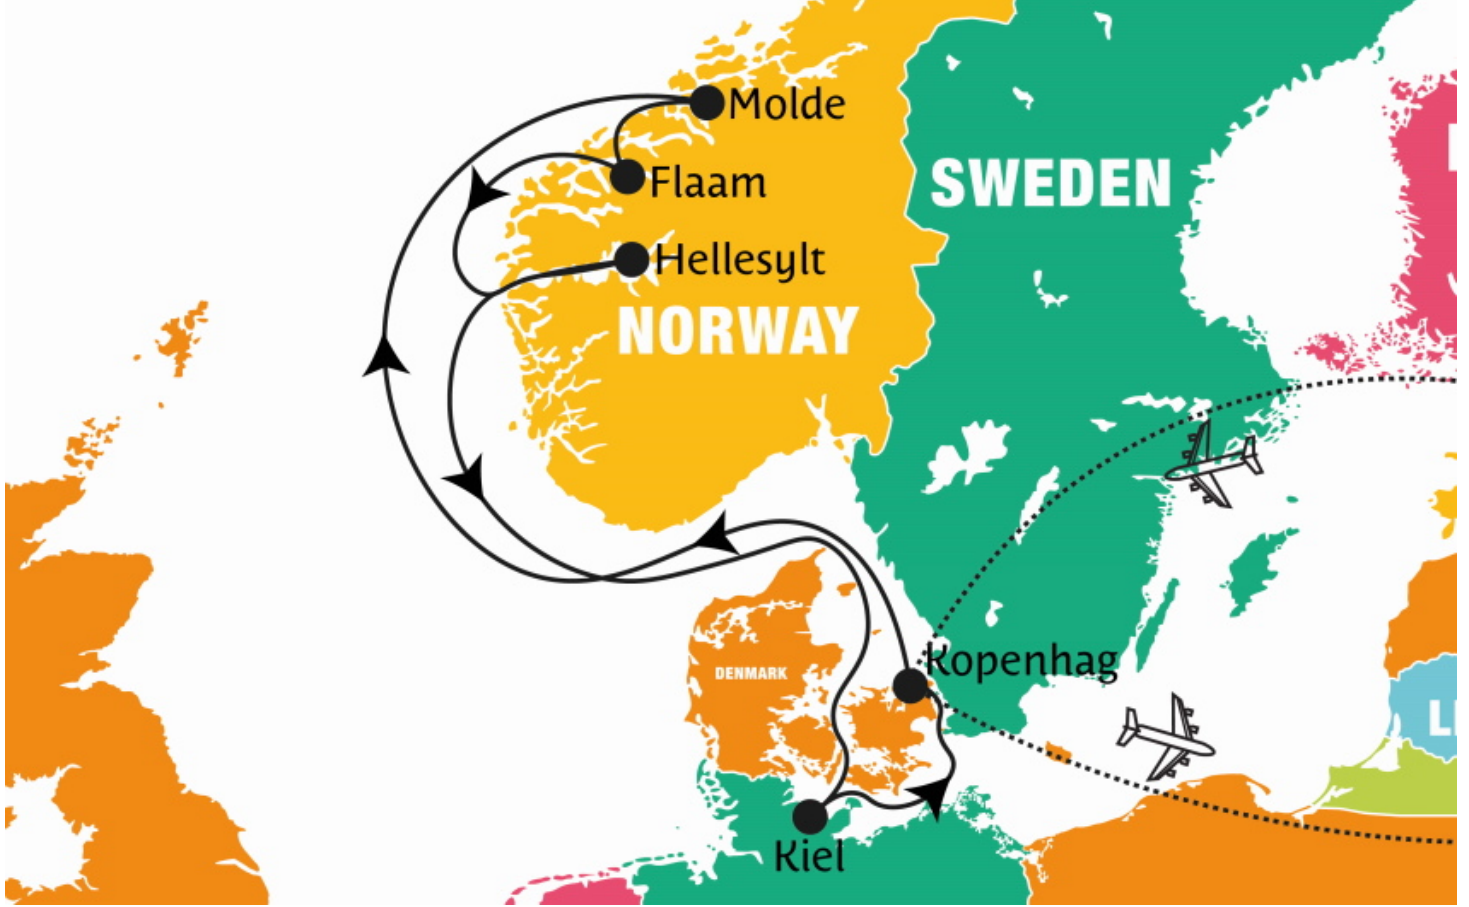 Molde
Flaam
SWEDEN
Hellesylt
NORWAY
Kopenhag
DENMARK
Kiel